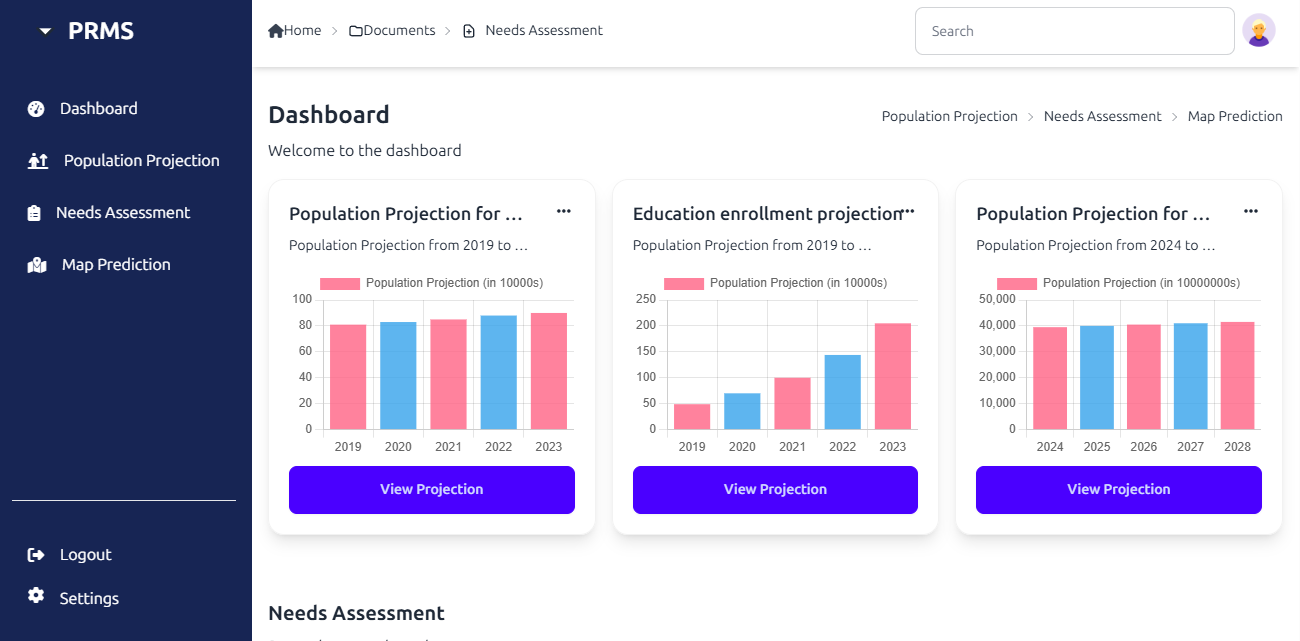 PRMS
Dashboard
Population Projection
Needs Assessment
Map Prediction
Logout
Settings
Home > Documents > Needs Assessment
Search
Dashboard
Population Projection > Needs Assessment > Map Prediction
Welcome to the dashboard
Population Projection for ...
Population Projection from 2019 to ...
Population Projection (in 10000s)
100
80
60
40
20
0
2019 2020 2021 2022 2023
View Projection
Education enrollment projection
Population Projection from 2019 to ...
Population Projection (in 10000s)
250
200
150
100
50
0
2019 2020 2021 2022 2023
View Projection
Population Projection for ...
Population Projection from 2024 to ...
Population Projection (in 10000000s)
50,000
40,000
30,000
20,000
10,000
0
2024 2025 2026 2027 2028
View Projection
Needs Assessment